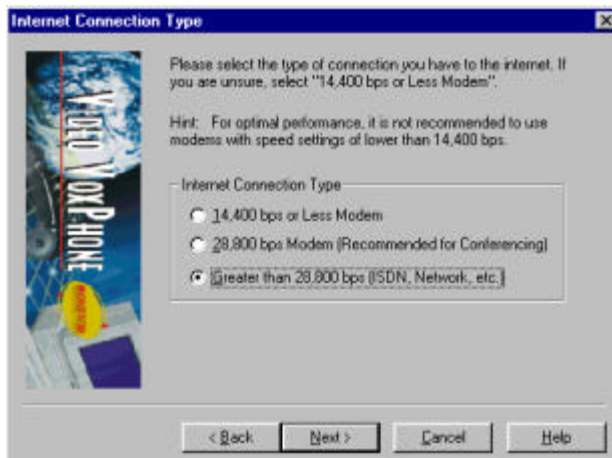 Internet Connection Type
Please select the type of connection you have to the internet. If
you are unsure, select "14,400 bps or Less Modem".
Hint: For optimal performance, it is not recommended to use
modems with speed settings of lower than 14,400 bps.
VIDEO VOXPHONE
Internet Connection Type
14,400 bps or Less Modem
28,800 bps Modem (Recommended for Conferencing)
Greater than 28,800 bps (ISDN, Network, etc.)
< Back
Next >
Cancel
Help